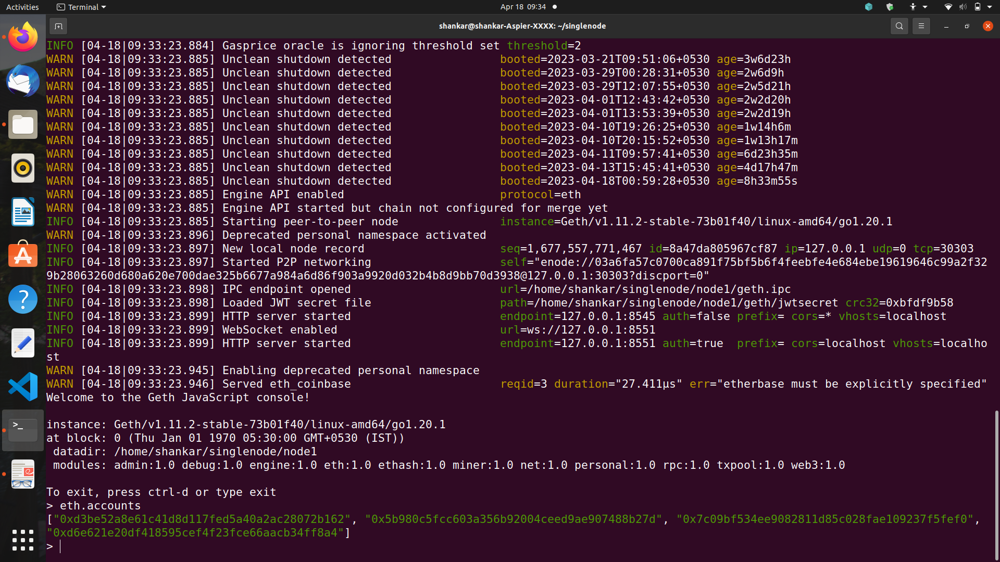 Activities
Terminal
Apr 18 09:34
shankar@shankar-Aspier-XXXX: ~/singlenode
INFO [04-18|09:33:23.884] Gasprice oracle is ignoring threshold set threshold=2
WARN [04-18|09:33:23.885] Unclean shutdown detected booted=2023-03-21T09:51:06+0530 age=3w6d23h
WARN [04-18|09:33:23.885] Unclean shutdown detected booted=2023-03-29T00:28:31+0530 age=2w6d9h
WARN [04-18|09:33:23.885] Unclean shutdown detected booted=2023-03-29T12:07:55+0530 age=2w5d21h
WARN [04-18|09:33:23.885] Unclean shutdown detected booted=2023-04-01T12:43:42+0530 age=2w2d20h
WARN [04-18|09:33:23.885] Unclean shutdown detected booted=2023-04-01T13:53:39+0530 age=2w2d19h
WARN [04-18|09:33:23.885] Unclean shutdown detected booted=2023-04-10T19:26:25+0530 age=1w14h6m
WARN [04-18|09:33:23.885] Unclean shutdown detected booted=2023-04-10T20:15:52+0530 age=1w13h17m
WARN [04-18|09:33:23.885] Unclean shutdown detected booted=2023-04-11T09:57:41+0530 age=6d23h35m
WARN [04-18|09:33:23.885] Unclean shutdown detected booted=2023-04-13T15:45:41+0530 age=4d17h47m
WARN [04-18|09:33:23.885] Unclean shutdown detected booted=2023-04-18T00:59:28+0530 age=8h33m55s
WARN [04-18|09:33:23.885] Engine API enabled protocol=eth
WARN [04-18|09:33:23.885] Engine API started but chain not configured for merge yet
INFO [04-18|09:33:23.885] Starting peer-to-peer node instance=Geth/v1.11.2-stable-73b01f40/linux-amd64/go1.20.1
WARN [04-18|09:33:23.896] Deprecated personal namespace activated
INFO [04-18|09:33:23.897] New local node record seq=1,677,557,771,467 id=8a47da805967cf87 ip=127.0.0.1 udp=0 tcp=30303
INFO [04-18|09:33:23.897] Started P2P networking self="enode://03a6fa57c0700ca891f75bf5b6f4feebfe4e684ebe19619646c99a2f32
9b28063260d680a620e700dae325b6677a984a6d86f903a9920d032b4b8d9bb70d3938@127.0.0.1:30303?discport=0"
INFO [04-18|09:33:23.898] IPC endpoint opened url=/home/shankar/singlenode/node1/geth.ipc
INFO [04-18|09:33:23.898] Loaded JWT secret file path=/home/shankar/singlenode/node1/geth/jwtsecret crc32=0xbfdf9b58
INFO [04-18|09:33:23.899] HTTP server started endpoint=127.0.0.1:8545 auth=false prefix= cors=* vhosts=localhost
INFO [04-18|09:33:23.899] WebSocket enabled url=ws://127.0.0.1:8551
INFO [04-18|09:33:23.899] HTTP server started endpoint=127.0.0.1:8551 auth=true prefix= cors=localhost vhosts=localho
st
WARN [04-18|09:33:23.945] Enabling deprecated personal namespace
WARN [04-18|09:33:23.946] Served eth_coinbase reqid=3 duration="27.411µs" err="etherbase must be explicitly specified"
Welcome to the Geth JavaScript console!
instance: Geth/v1.11.2-stable-73b01f40/linux-amd64/go1.20.1
at block: 0 (Thu Jan 01 1970 05:30:00 GMT+0530 (IST))
datadir: /home/shankar/singlenode/node1
modules: admin:1.0 debug:1.0 engine:1.0 eth:1.0 ethash:1.0 miner:1.0 net:1.0 personal:1.0 rpc:1.0 txpool:1.0 web3:1.0
To exit, press ctrl-d or type exit
> eth.accounts
["0xd3be52a8e61c41d8d117fed5a40a2ac28072b162", "0x5b980c5fcc603a356b92004ceed9ae907488b27d", "0x7c09bf534ee9082811d85c028fae109237f5fef0",
"0xd6e621e20df418595cef4f23fce66aacb34ff8a4"]
>